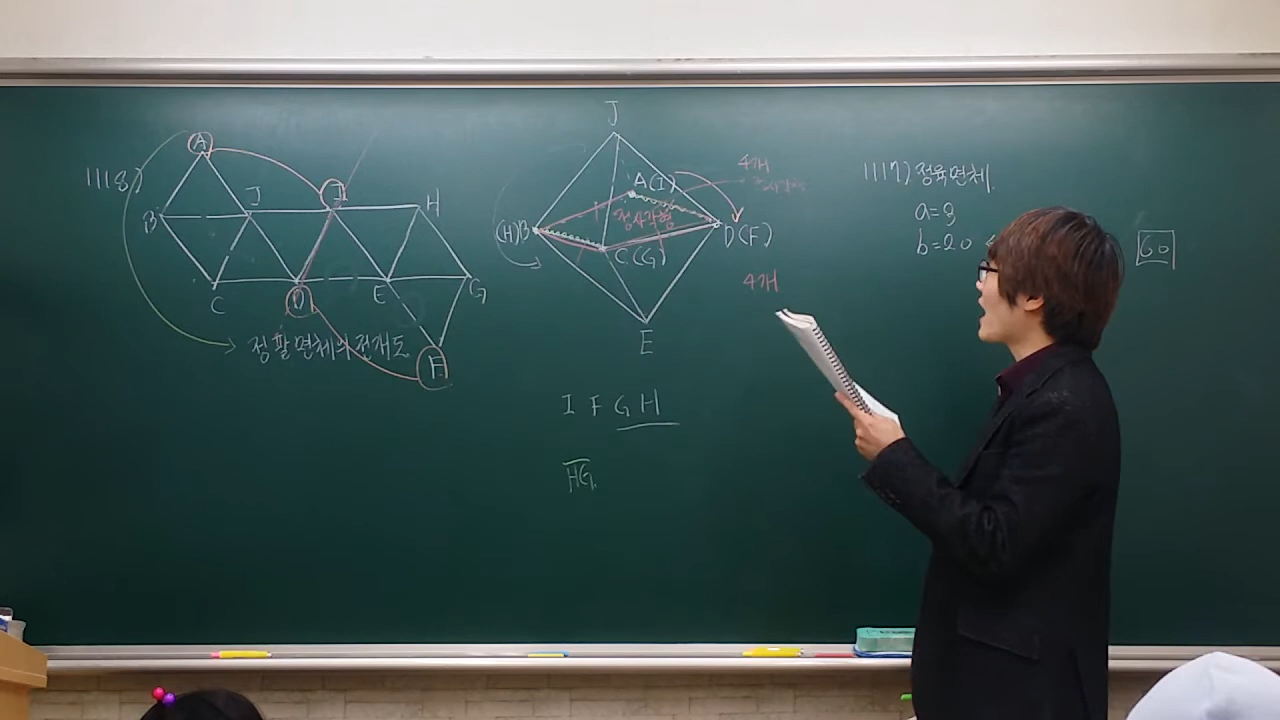 1118)
A
J
I
H
B
C
D
E
G
F
정팔면체의 전개도
J
A(I)
(H)B
정사각형
D(F)
C(G)
E
4개
4개
I F G H
HG
1117) 정육면체
a=8
b=20
60